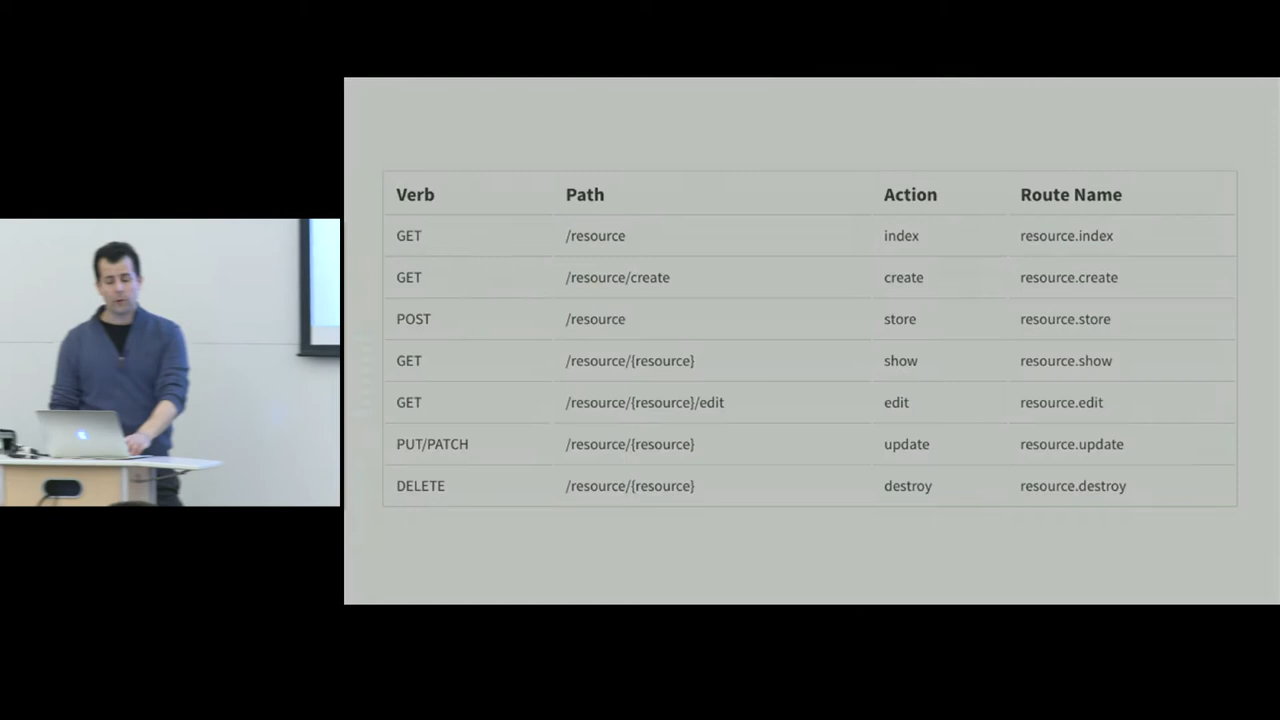 Verb Path Action Route Name
GET /resource index resource.index
GET /resource/create create resource.create
POST /resource store resource.store
GET /resource/{resource} show resource.show
GET /resource/{resource}/edit edit resource.edit
PUT/PATCH /resource/{resource} update resource.update
DELETE /resource/{resource} destroy resource.destroy